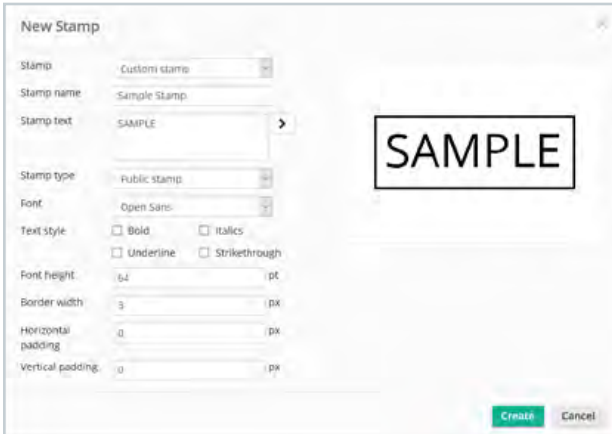 New Stamp
Stamp Custom stamp
Stamp name Sample Stamp
Stamp text SAMPLE
SAMPLE
Stamp type Public stamp
Font Open Sans
Text style Bold Italics
Underline Strikethrough
Font height 64 pt
Border width 3 px
Horizontal padding 0 px
Vertical padding 0 px
Create Cancel